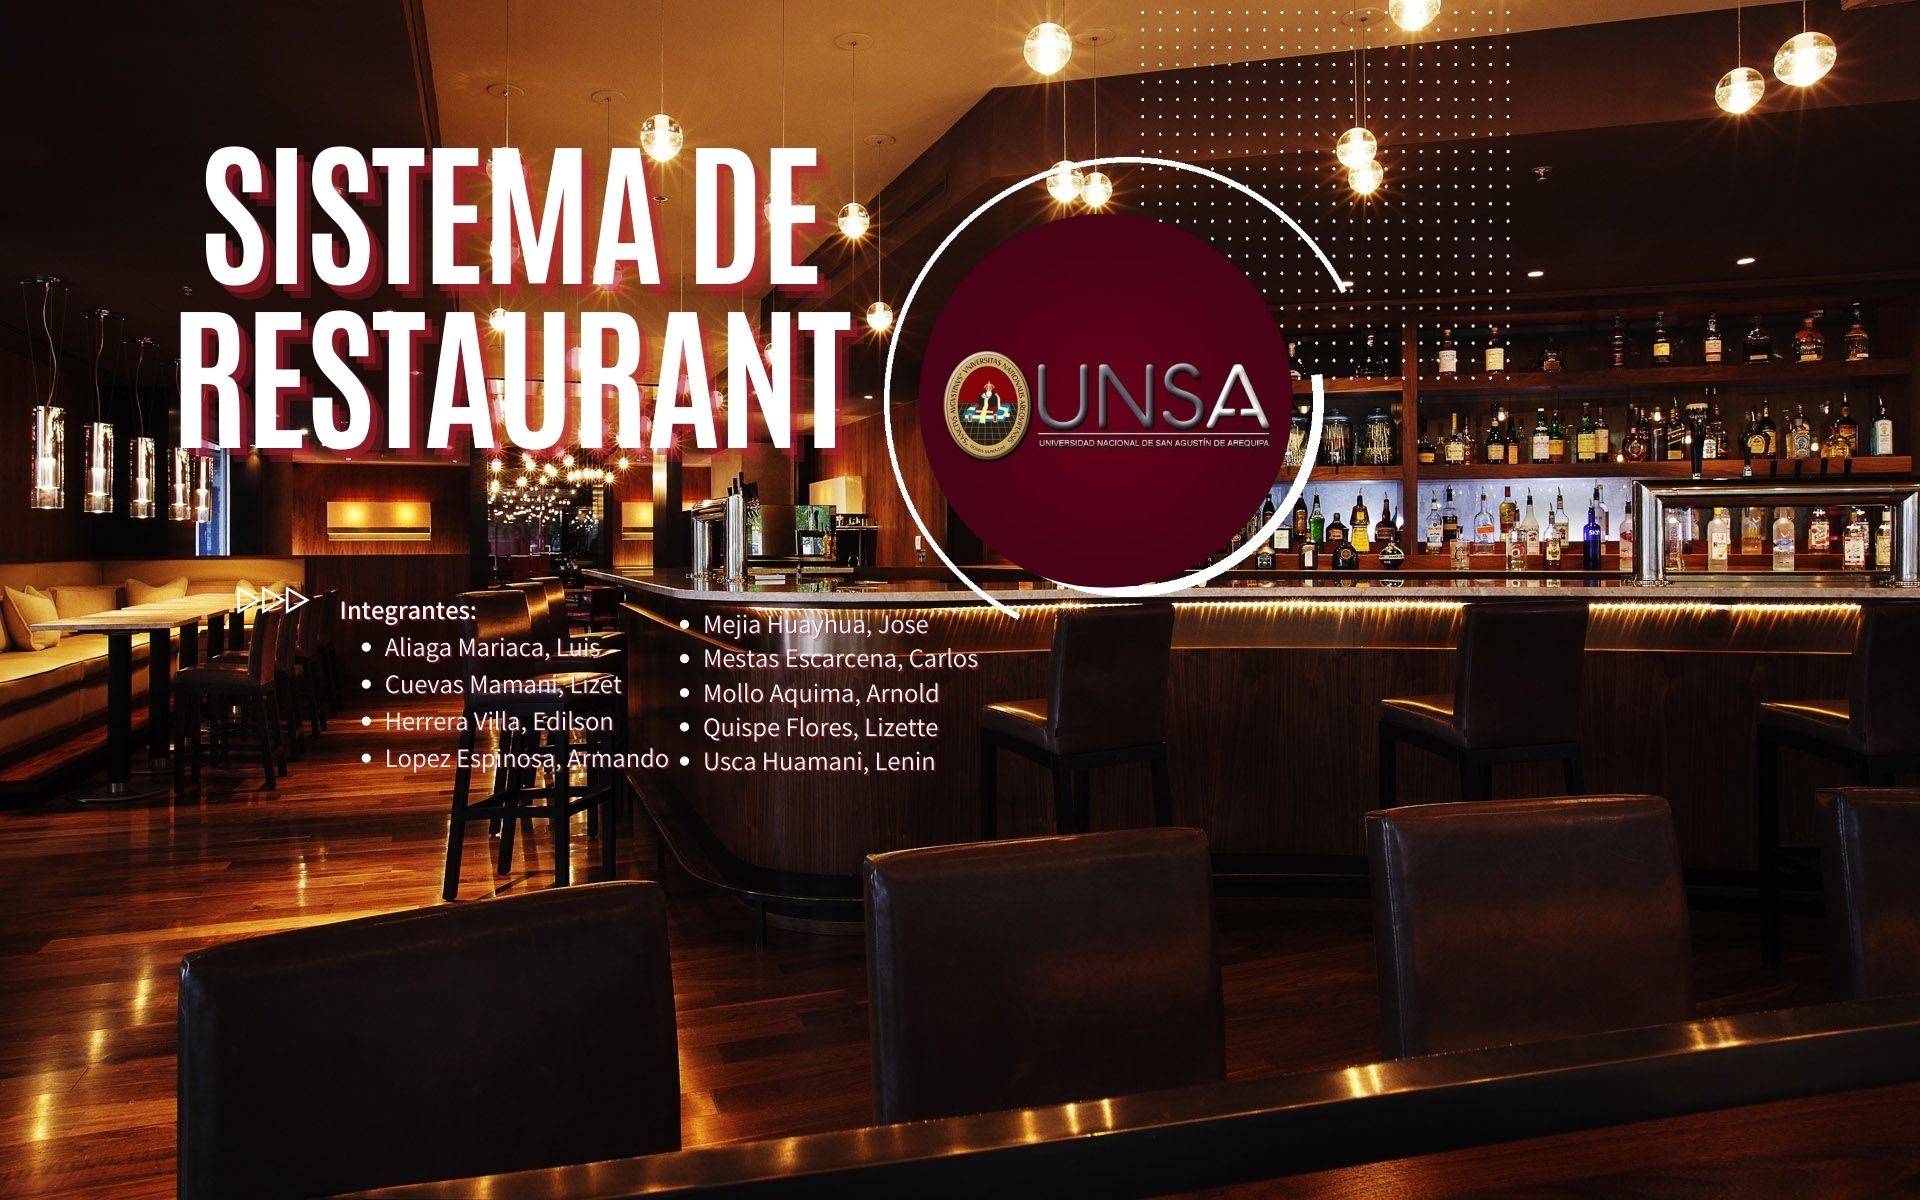 SISTEMA DE
RESTAURANT
UNSA
UNIVERSIDAD NACIONAL DE SAN AGUSTÍN DE AREQUIPA
Integrantes:
Aliaga Mariaca, Luis
Cuevas Mamani, Lizet
Herrera Villa, Edilson
Lopez Espinosa, Armando
Mejia Huayhua, Jose
Mestas Escarcena, Carlos
Mollo Aquima, Arnold
Quispe Flores, Lizette
Usca Huamani, Lenin